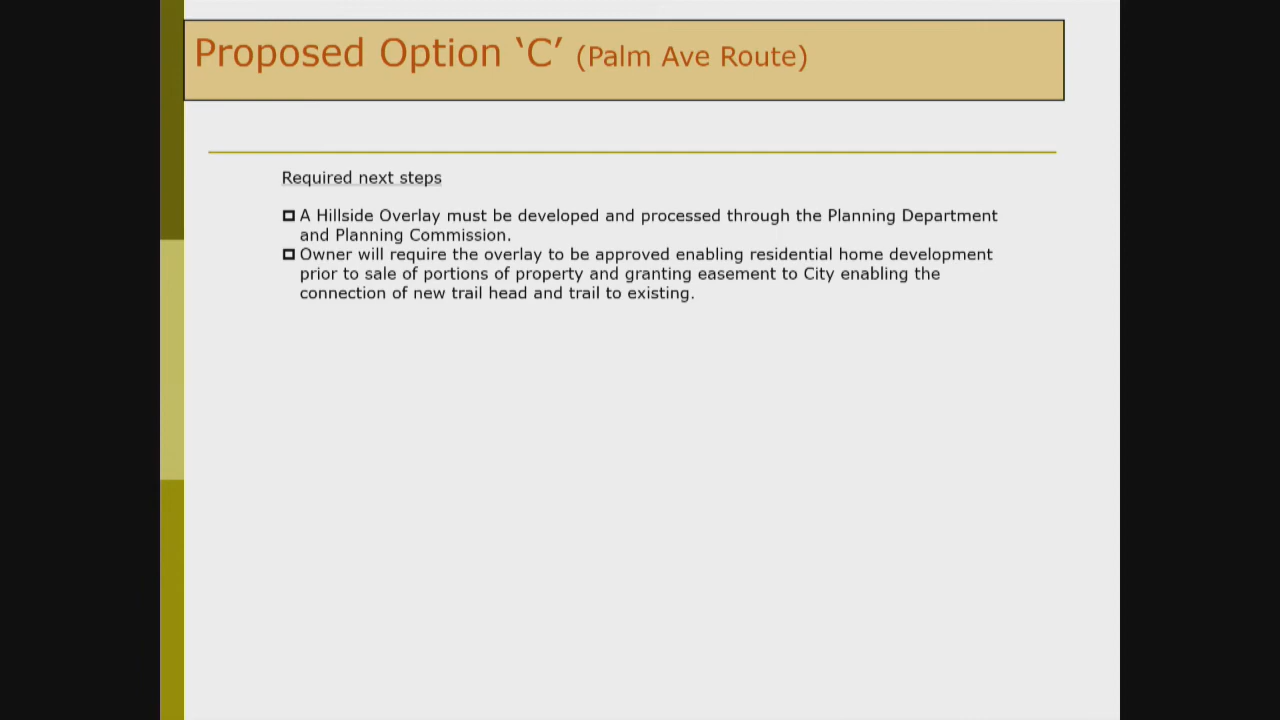 Proposed Option ‘C’ (Palm Ave Route)
Required next steps
A Hillside Overlay must be developed and processed through the Planning Department
and Planning Commission.
Owner will require the overlay to be approved enabling residential home development
prior to sale of portions of property and granting easement to City enabling the
connection of new trail head and trail to existing.